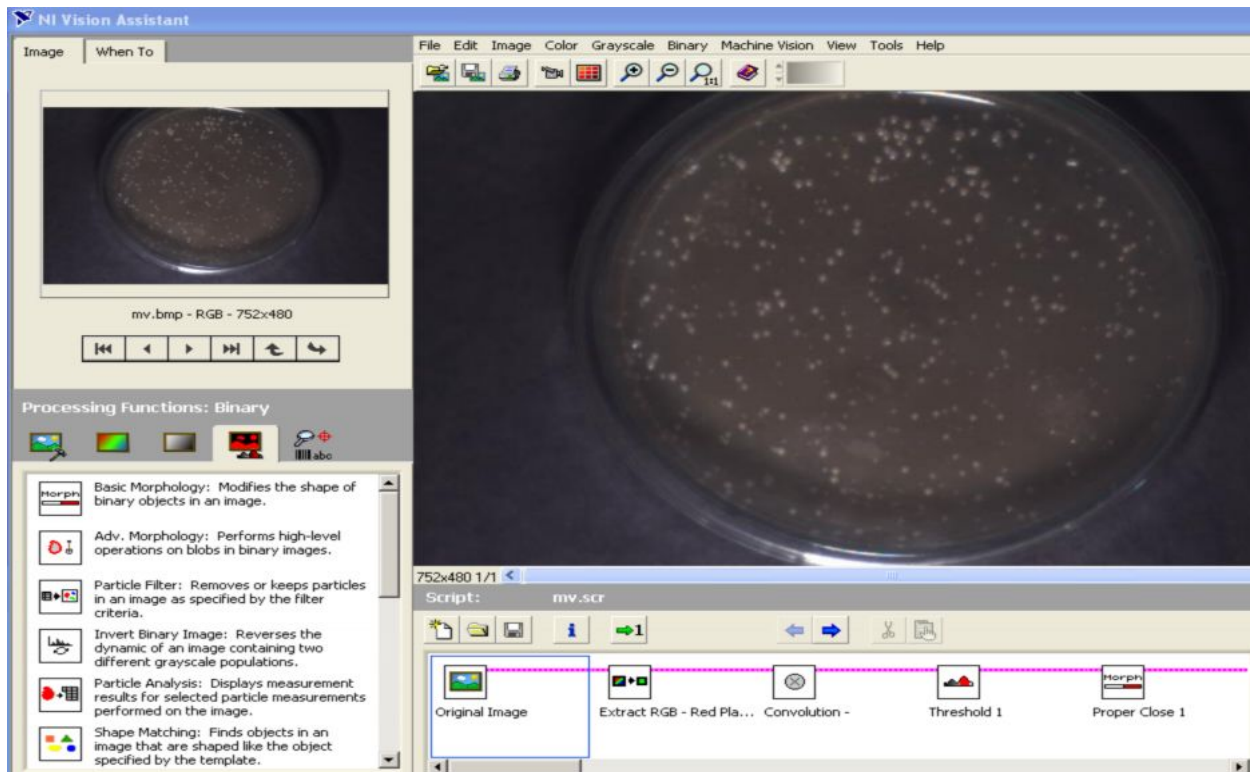 NI Vision Assistant
Image When To
File Edit Image Color Grayscale Binary Machine Vision View Tools Help
1:1
mv.bmp - RGB - 752x480
Processing Functions: Binary
abc
Morph
Basic Morphology: Modifies the shape of
binary objects in an image.
Adv. Morphology: Performs high-level
operations on blobs in binary images.
Particle Filter: Removes or keeps particles
in an image as specified by the filter
criteria.
Invert Binary Image: Reverses the
dynamic of an image containing two
different grayscale populations.
Particle Analysis: Displays measurement
results for selected particle measurements
performed on the image.
Shape Matching: Finds objects in an
image that are shaped like the object
specified by the template.
752x480 1/1
Script: mv.scr
i 1
Morph
Original Image Extract RGB - Red Pla... Convolution - Threshold 1 Proper Close 1